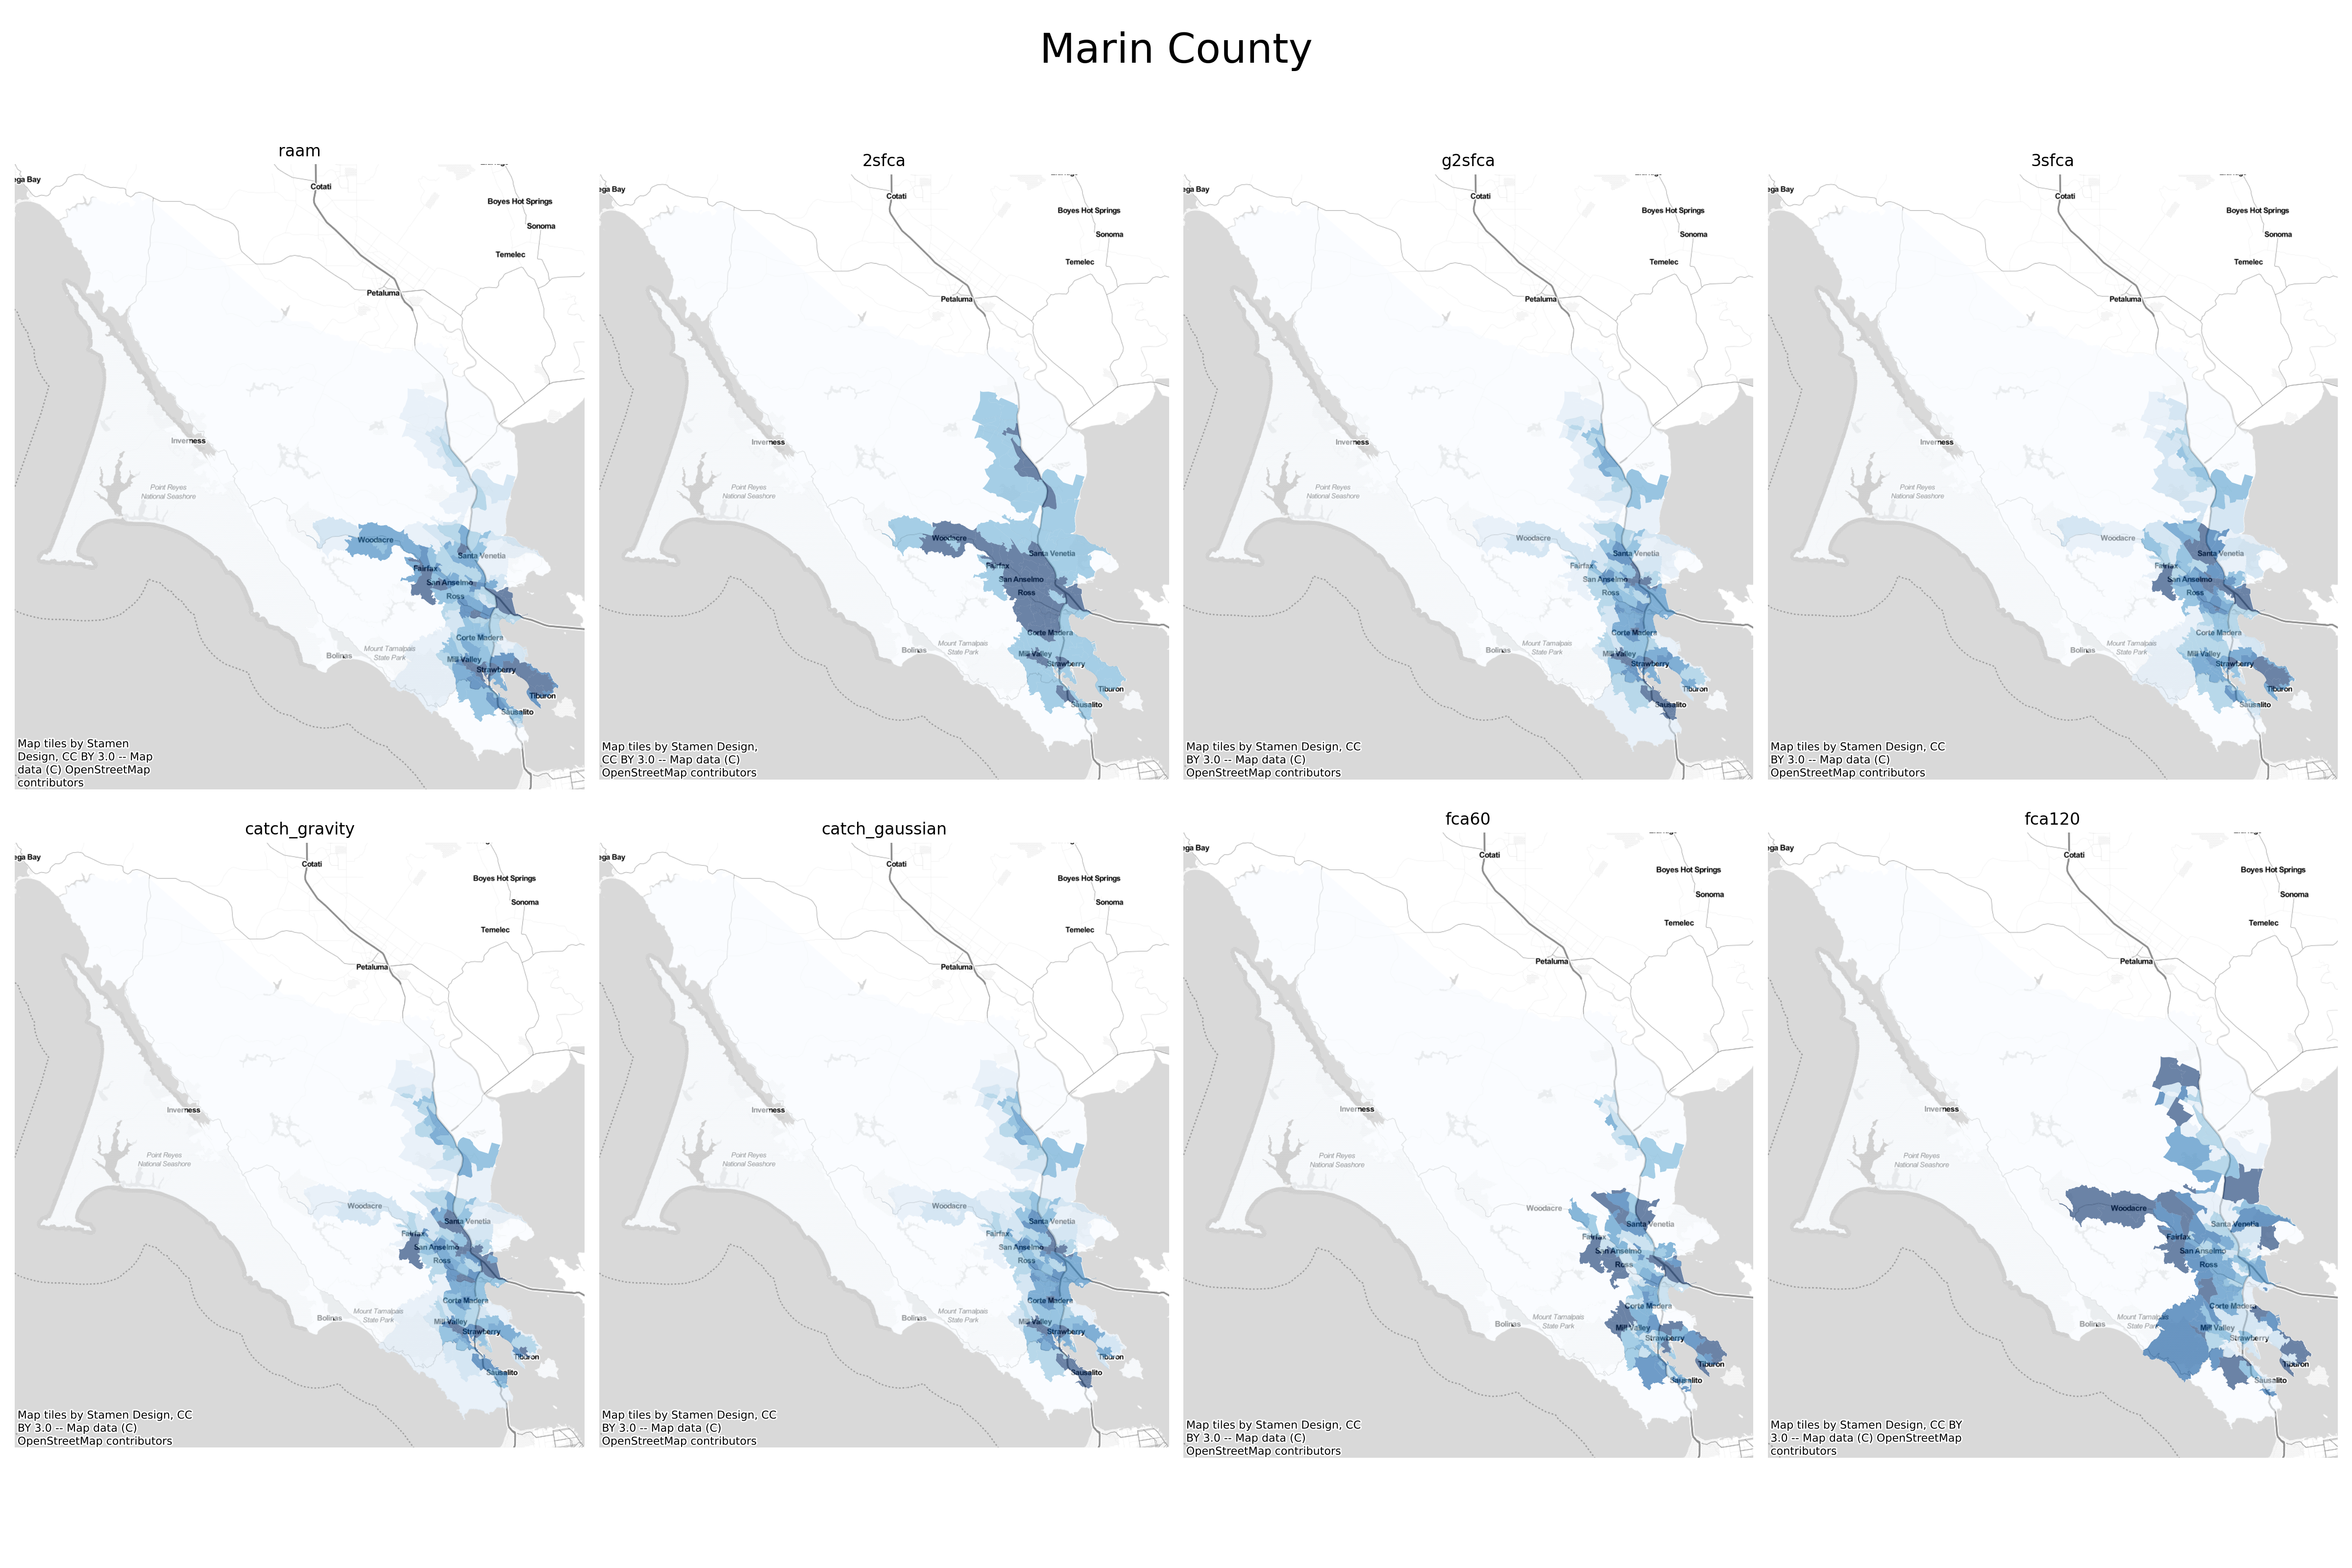 Marin County
raam
ega Bay
Cotati
Boyes Hot Springs
Sonoma
Temelec
Petaluma
Inverness
Point Reyes
National Seashore
Woodacre
Santa Venetia
Fairfax
San Anselmo
Ross
Corte Madera
Mount Tamalpais
State Park
Bolinas
Mill Valley
Strawberry
Tiburon
Sausalito
Map tiles by Stamen
Design, CC BY 3.0 -- Map
data (C) OpenStreetMap
contributors
2sfca
ega Bay
Cotati
Boyes Hot Springs
Sonoma
Temelec
Petaluma
Inverness
Point Reyes
National Seashore
Woodacre
Santa Venetia
Fairfax
San Anselmo
Ross
Corte Madera
Mount Tamalpais
State Park
Bolinas
Mill Valley
Strawberry
Tiburon
Sausalito
Map tiles by Stamen Design,
CC BY 3.0 -- Map data (C)
OpenStreetMap contributors
g2sfca
ega Bay
Cotati
Boyes Hot Springs
Sonoma
Temelec
Petaluma
Inverness
Point Reyes
National Seashore
Woodacre
Santa Venetia
Fairfax
San Anselmo
Ross
Corte Madera
Mount Tamalpais
State Park
Bolinas
Mill Valley
Strawberry
Tiburon
Sausalito
Map tiles by Stamen Design, CC
BY 3.0 -- Map data (C)
OpenStreetMap contributors
3sfca
ega Bay
Cotati
Boyes Hot Springs
Sonoma
Temelec
Petaluma
Inverness
Point Reyes
National Seashore
Woodacre
Santa Venetia
Fairfax
San Anselmo
Ross
Corte Madera
Mount Tamalpais
State Park
Bolinas
Mill Valley
Strawberry
Tiburon
Sausalito
Map tiles by Stamen Design, CC
BY 3.0 -- Map data (C)
OpenStreetMap contributors
catch_gravity
ega Bay
Cotati
Boyes Hot Springs
Sonoma
Temelec
Petaluma
Inverness
Point Reyes
National Seashore
Woodacre
Santa Venetia
Fairfax
San Anselmo
Ross
Corte Madera
Mount Tamalpais
State Park
Bolinas
Mill Valley
Strawberry
Tiburon
Sausalito
Map tiles by Stamen Design, CC
BY 3.0 -- Map data (C)
OpenStreetMap contributors
catch_gaussian
ega Bay
Cotati
Boyes Hot Springs
Sonoma
Temelec
Petaluma
Inverness
Point Reyes
National Seashore
Woodacre
Santa Venetia
Fairfax
San Anselmo
Ross
Corte Madera
Mount Tamalpais
State Park
Bolinas
Mill Valley
Strawberry
Tiburon
Sausalito
Map tiles by Stamen Design, CC
BY 3.0 -- Map data (C)
OpenStreetMap contributors
fca60
ega Bay
Cotati
Boyes Hot Springs
Sonoma
Temelec
Petaluma
Inverness
Point Reyes
National Seashore
Woodacre
Santa Venetia
Fairfax
San Anselmo
Ross
Corte Madera
Mount Tamalpais
State Park
Bolinas
Mill Valley
Strawberry
Tiburon
Sausalito
Map tiles by Stamen Design, CC
BY 3.0 -- Map data (C)
OpenStreetMap contributors
fca120
ega Bay
Cotati
Boyes Hot Springs
Sonoma
Temelec
Petaluma
Inverness
Point Reyes
National Seashore
Woodacre
Santa Venetia
Fairfax
San Anselmo
Ross
Corte Madera
Mount Tamalpais
State Park
Bolinas
Mill Valley
Strawberry
Tiburon
Sausalito
Map tiles by Stamen Design, CC BY
3.0 -- Map data (C) OpenStreetMap
contributors